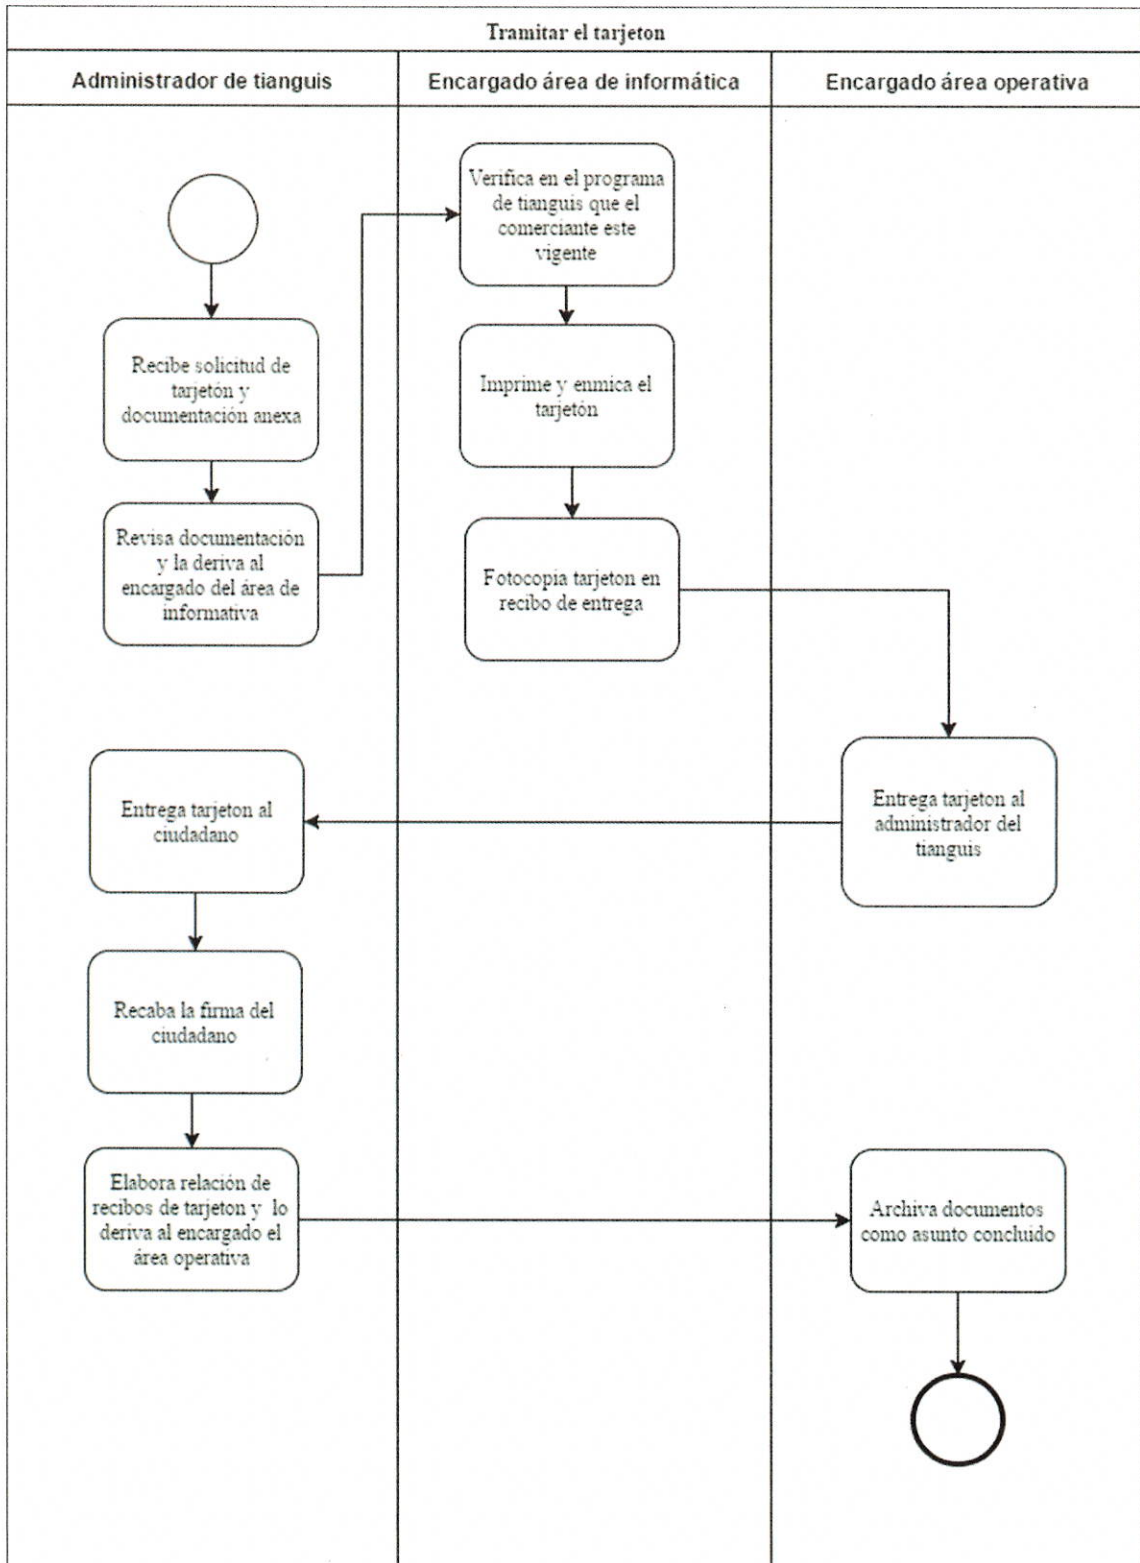 Tramitar el tarjeton
Administrador de tianguis
Encargado área de informática
Encargado área operativa
Recibe solicitud de
tarjetón y
documentación anexa
Revisa documentación
y la deriva al
encargado del área de
informativa
Verifica en el programa
de tianguis que el
comerciante este
vigente
Imprime y enmica el
tarjetón
Fotocopia tarjeton en
recibo de entrega
Entrega tarjeton al
administrador del
tianguis
Entrega tarjeton al
ciudadano
Recaba la firma del
ciudadano
Elabora relación de
recibos de tarjeton y lo
deriva al encargado el
área operativa
Archiva documentos
como asunto concluido